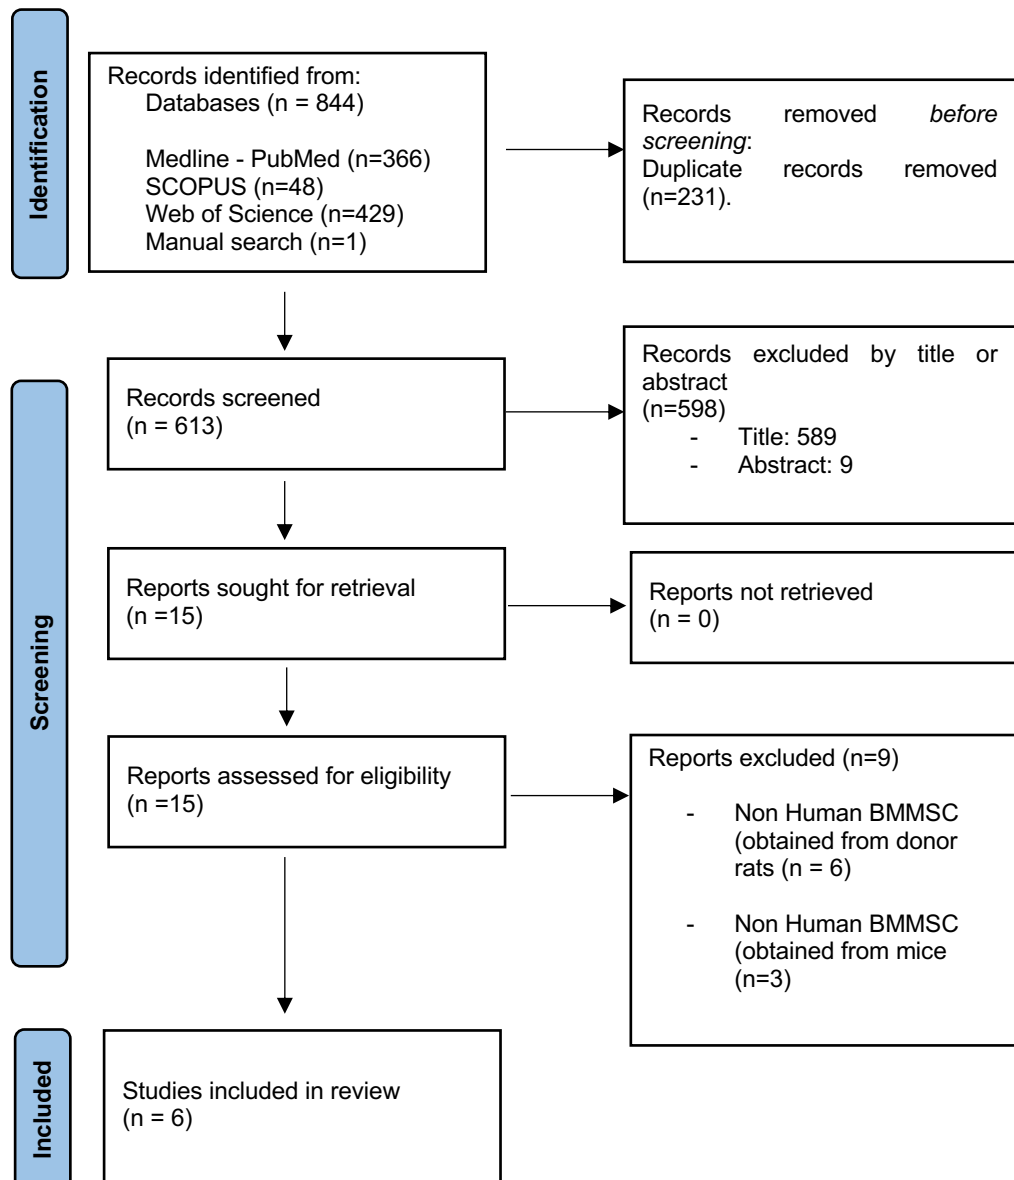 Identification
Records identified from:
Databases (n = 844)
Medline - PubMed (n=366)
SCOPUS (n=48)
Web of Science (n=429)
Manual search (n=1)
Records removed before
screening:
Duplicate records removed
(n=231).
Screening
Records screened
(n = 613)
Records excluded by title or
abstract
(n=598)
- Title: 589
- Abstract: 9
Reports sought for retrieval
(n =15)
Reports not retrieved
(n = 0)
Reports assessed for eligibility
(n =15)
Reports excluded (n=9)
- Non Human BMMSC
(obtained from donor
rats (n = 6)
- Non Human BMMSC
(obtained from mice
(n=3)
Included
Studies included in review
(n = 6)